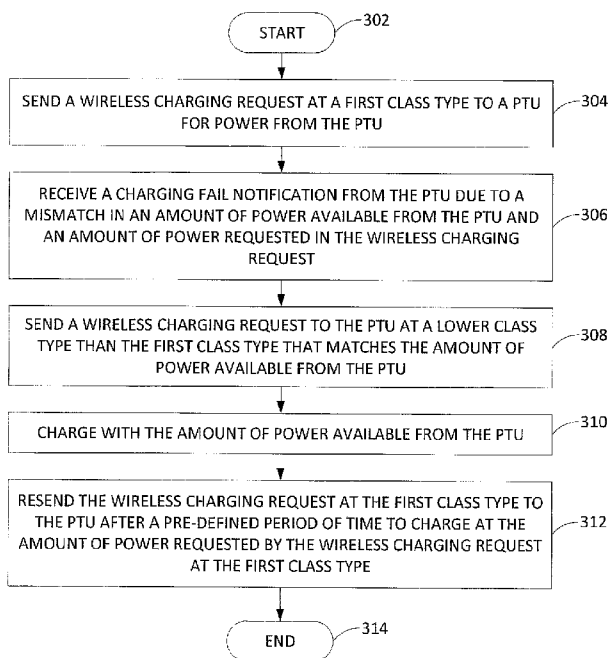 START
302
SEND A WIRELESS CHARGING REQUEST AT A FIRST CLASS TYPE TO A PTU
FOR POWER FROM THE PTU
304
RECEIVE A CHARGING FAIL NOTIFICATION FROM THE PTU DUE TO A
MISMATCH IN AN AMOUNT OF POWER AVAILABLE FROM THE PTU AND
AN AMOUNT OF POWER REQUESTED IN THE WIRELESS CHARGING
REQUEST
306
SEND A WIRELESS CHARGING REQUEST TO THE PTU AT A LOWER CLASS
TYPE THAN THE FIRST CLASS TYPE THAT MATCHES THE AMOUNT OF
POWER AVAILABLE FROM THE PTU
308
CHARGE WITH THE AMOUNT OF POWER AVAILABLE FROM THE PTU
310
RESEND THE WIRELESS CHARGING REQUEST AT THE FIRST CLASS TYPE TO
THE PTU AFTER A PRE-DEFINED PERIOD OF TIME TO CHARGE AT THE
AMOUNT OF POWER REQUESTED BY THE WIRELESS CHARGING REQUEST
AT THE FIRST CLASS TYPE
312
END
314